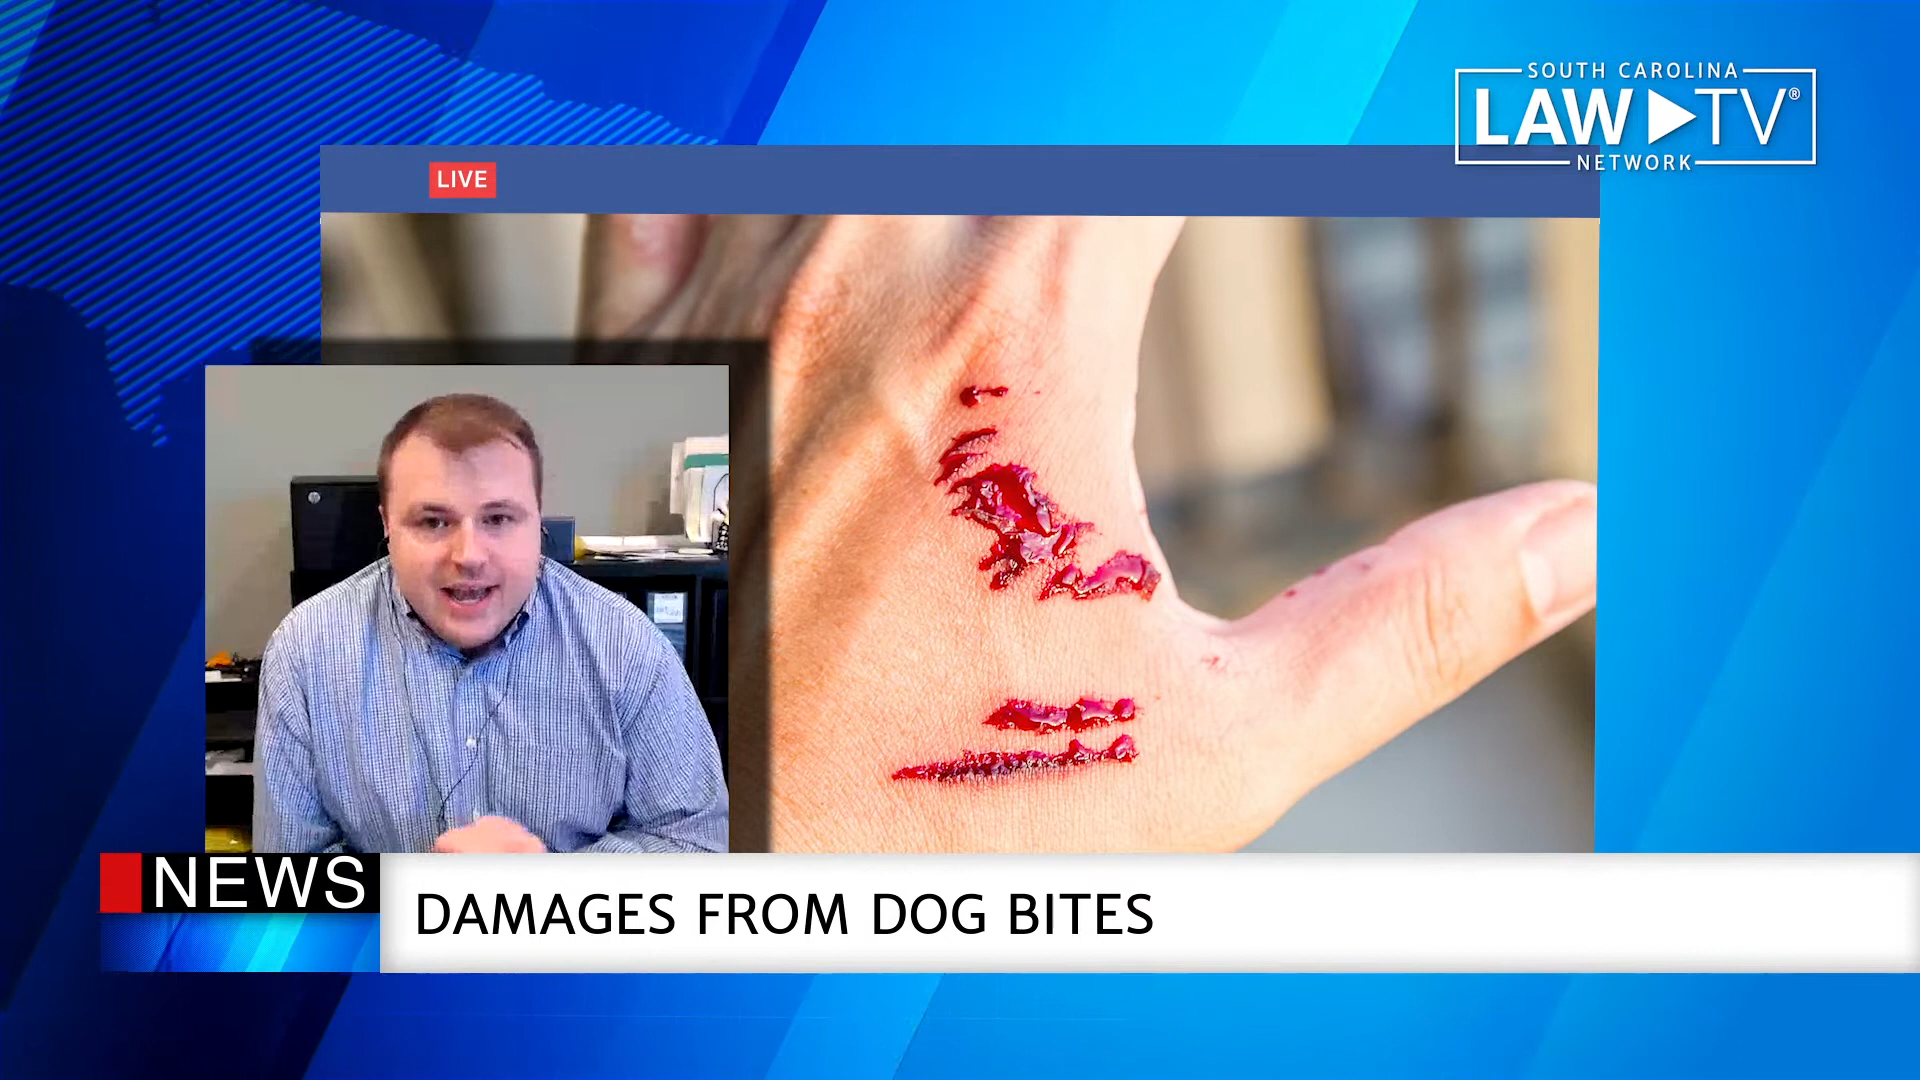 SOUTH CAROLINA
LAW TV®
NETWORK
LIVE
NEWS
DAMAGES FROM DOG BITES